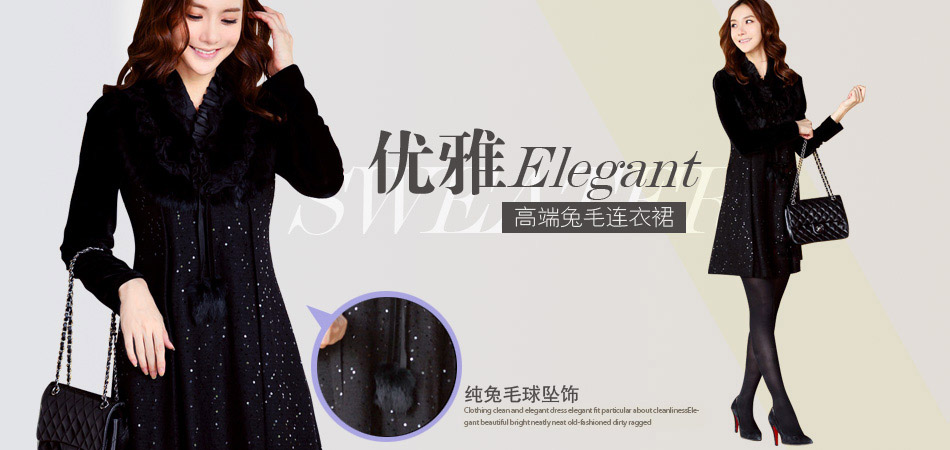 优雅Elegant
SWEATER
高端兔毛连衣裙
纯兔毛球坠饰
Clothing clean and elegant dress elegant fit particular about cleanlinessEle-
gant beautiful bright neatly neat old-fashioned dirty ragged